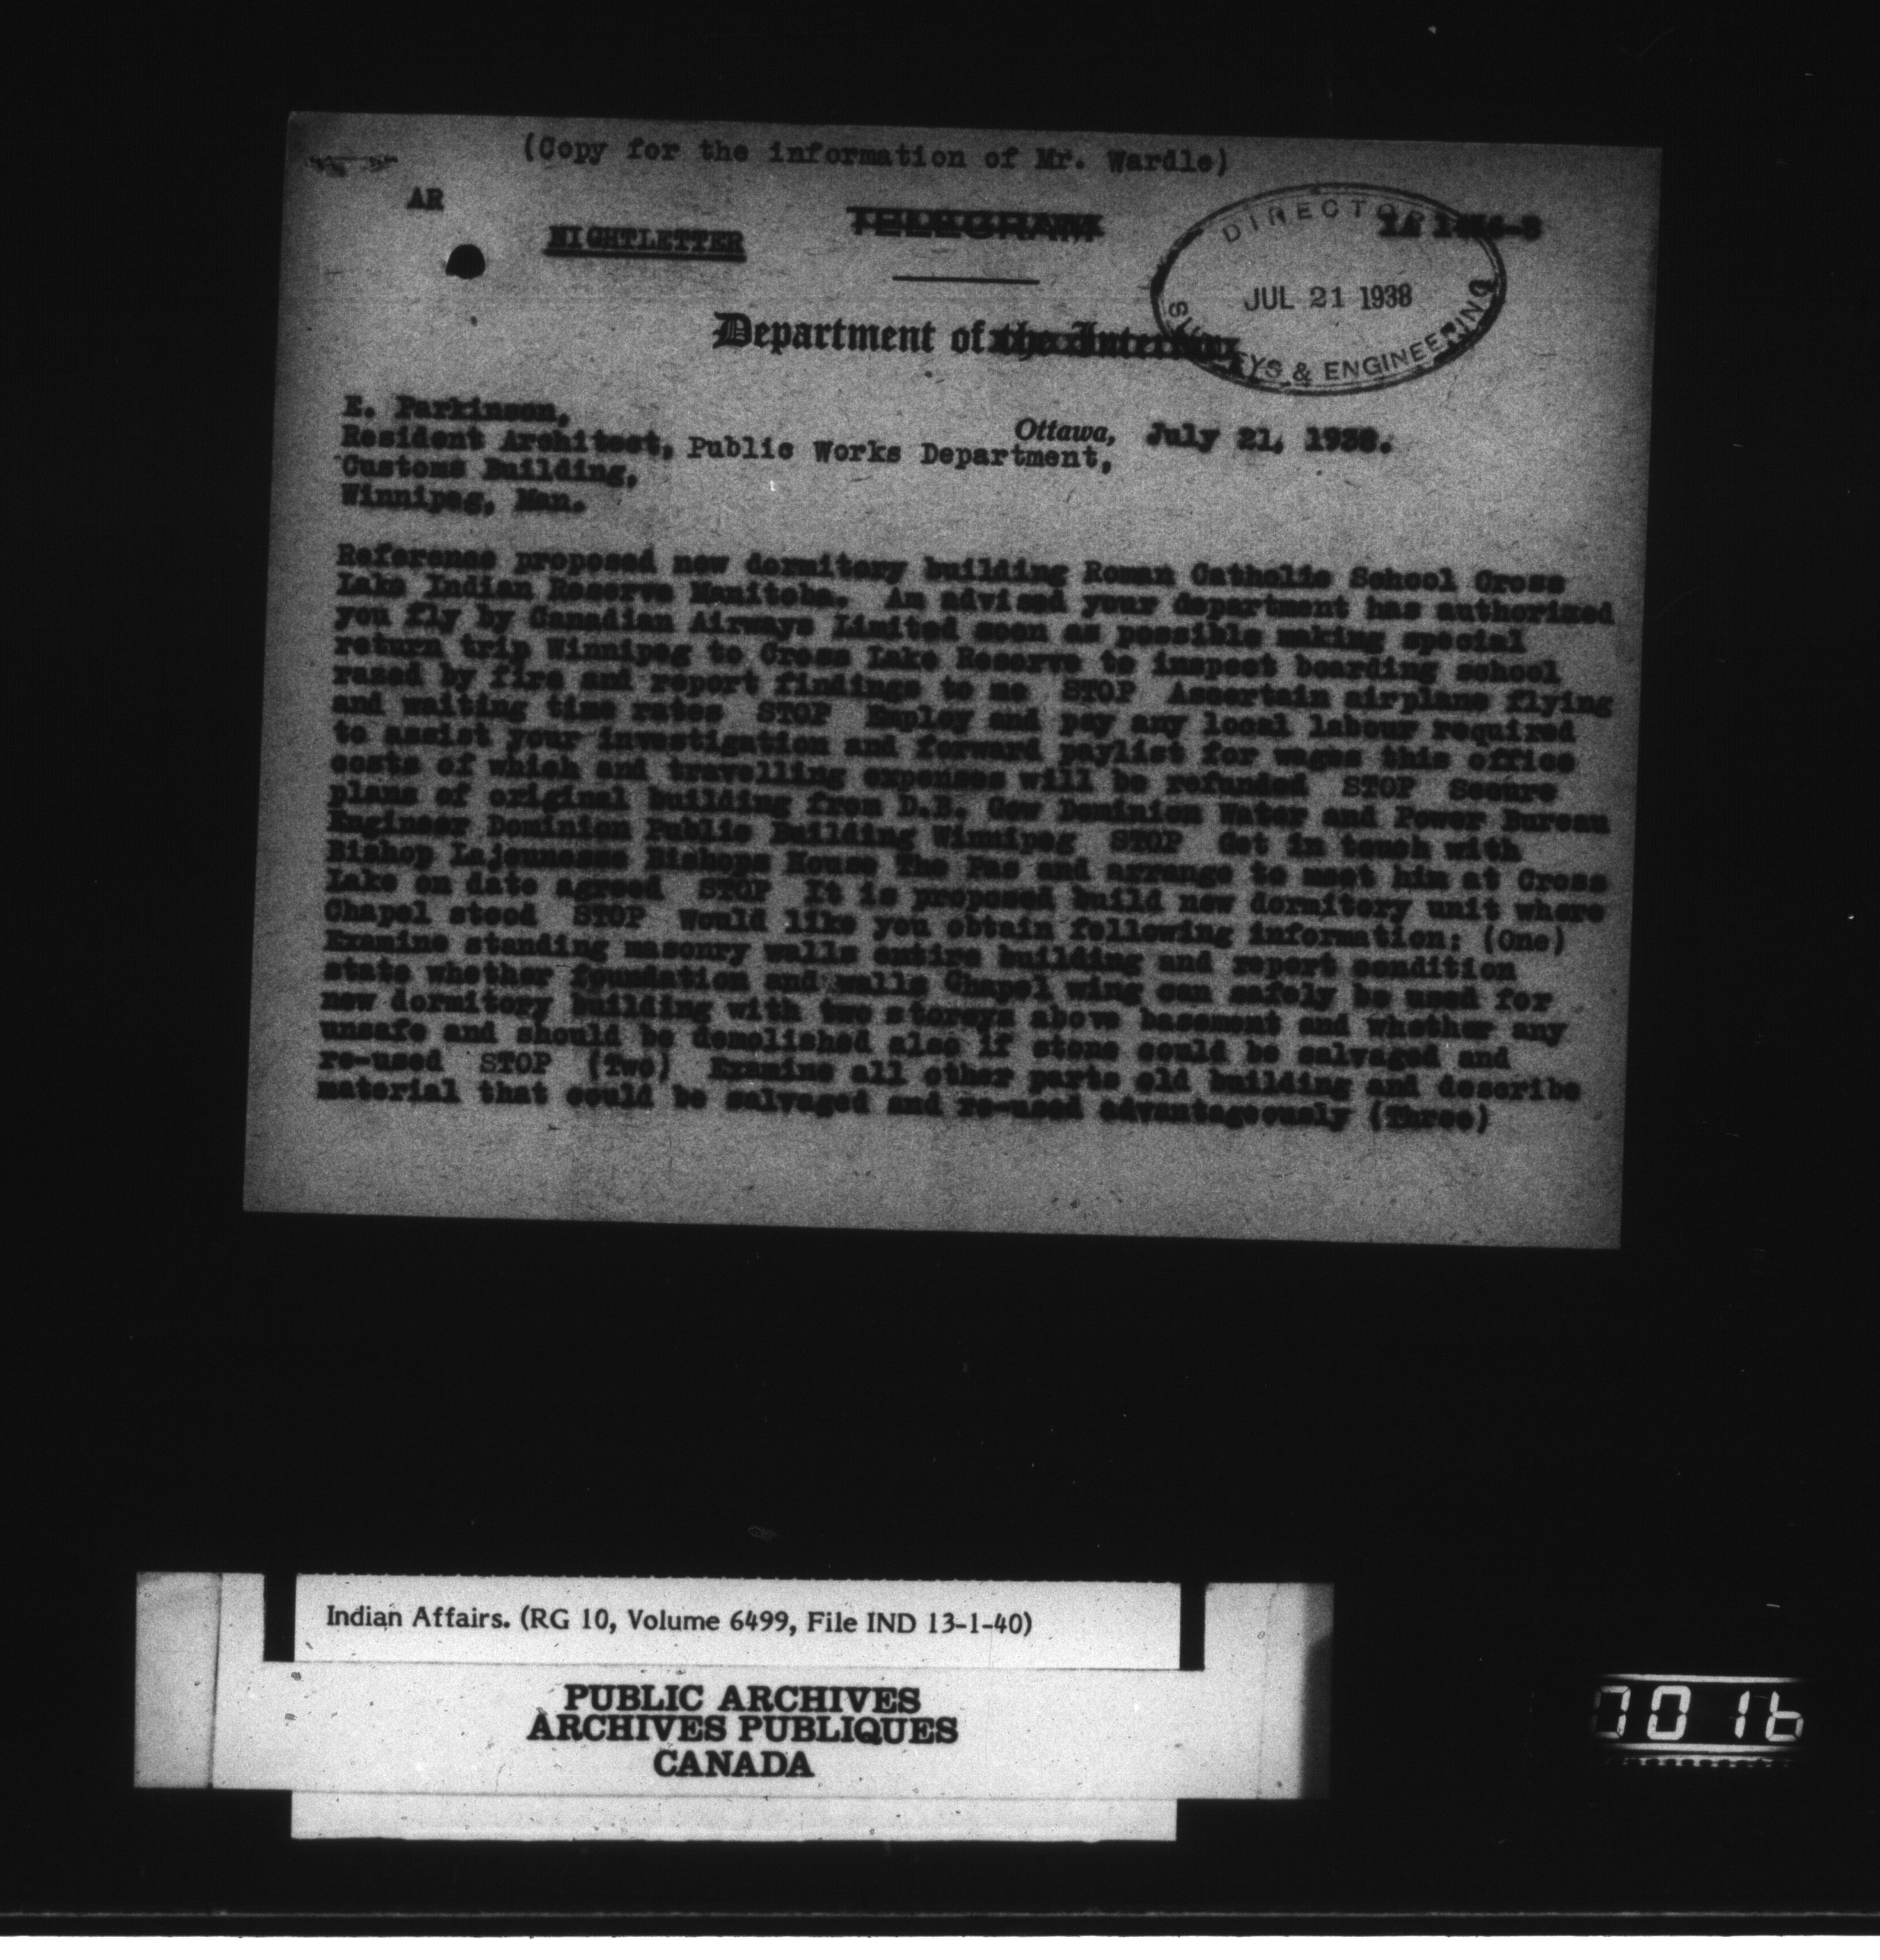 (Copy for the information of Mr. Wardle)
AR
NIGHTLETTER
TELEGRAM
DIRECTOR
JUL 21 1938
SURVEYS & ENGINEERING
Department of the Interior
E. Parkinson,
Ottawa, July 21, 1938.
Resident Architect, Public Works Department,
Customs Building,
Winnipeg, Man.
Reference proposed new dormitory building Roman Catholic School Cross
Lake Indian Reserve Manitoba. Am advised your department has authorized
you fly by Canadian Airways Limited soon as possible making special
return trip Winnipeg to Cross Lake Reserve to inspect boarding school
razed by fire and report findings to me STOP Ascertain airplane flying
and waiting time rates STOP Employ and pay any local labour required
to assist your investigation and forward paylist for wages this office
costs of which and travelling expenses will be refunded STOP Secure
plans of original building from D.B. Gow Dominion Water and Power Bureau
Engineer Dominion Public Building Winnipeg STOP Get in touch with
Bishop Lajeunesse Bishops House The Pas and arrange to meet him at Cross
Lake on date agreed STOP It is proposed build new dormitory unit where
Chapel stood STOP Would like you obtain following information: (One)
Examine standing masonry walls entire building and report condition
state whether foundation and walls Chapel wing can safely be used for
new dormitory building with two storeys above basement and whether any
unsafe and should be demolished also if stone could be salvaged and
re-used STOP (Two) Examine all other parts old building and describe
material that could be salvaged and re-used advantageously (Three)
Indian Affairs. (RG 10, Volume 6499, File IND 13-1-40)
PUBLIC ARCHIVES
ARCHIVES PUBLIQUES
CANADA